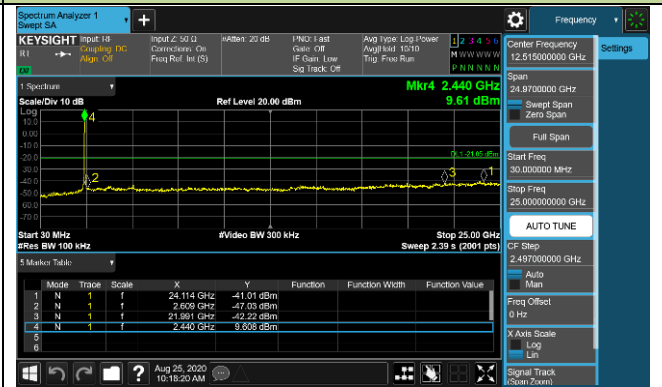 Spectrum Analyzer 1
Swept SA
Frequency
KEYSIGHT Input: RF Input Z: 50 Ω #Atten: 20 dB PNO: Fast Avg Type: Log-Power 1 2 3 4 5 6
Coupling: DC Corrections: On Gate: Off Avg|Hold: 10/10 M W W W W W
Align: Off Freq Ref: Int (S) IF Gain: Low Trig: Free Run
Sig Track: Off P N N N N N
1 Spectrum Mkr4 2.440 GHz
Scale/Div 10 dB Ref Level 20.00 dBm 9.61 dBm
Log
10.0
0.00
-10.0
-20.0
-30.0
-40.0
-50.0
-60.0
-70.0
4
2
3
1
DL1 -21.05 dBm
Start 30 MHz #Video BW 300 kHz Stop 25.00 GHz
#Res BW 100 kHz Sweep 2.39 s (2001 pts)
5 Marker Table
Mode Trace Scale X Y Function Function Width Function Value
1 N 1 f 24.114 GHz -41.01 dBm
2 N 1 f 2.609 GHz -47.03 dBm
3 N 1 f 21.991 GHz -42.22 dBm
4 N 1 f 2.440 GHz 9.608 dBm
5
6
Aug 25, 2020
10:18:20 AM
Center Frequency
12.515000000 GHz
Settings
Span
24.9700000 GHz
Swept Span
Zero Span
Full Span
Start Freq
30.000000 MHz
Stop Freq
25.000000000 GHz
AUTO TUNE
CF Step
2.497000000 GHz
Auto
Man
Freq Offset
0 Hz
X Axis Scale
Log
Lin
Signal Track
(Span Zoom)